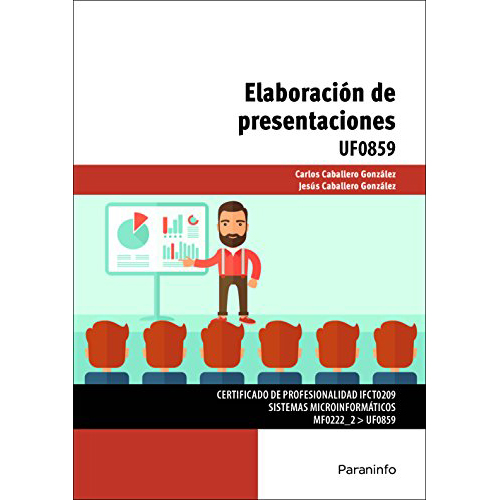 Elaboración de
presentaciones
UF0859
Carlos Caballero González
Jesús Caballero González
CERTIFICADO DE PROFESIONALIDAD IFCT0209
SISTEMAS MICROINFORMÁTICOS
MF0222_2 > UF0859
Paraninfo